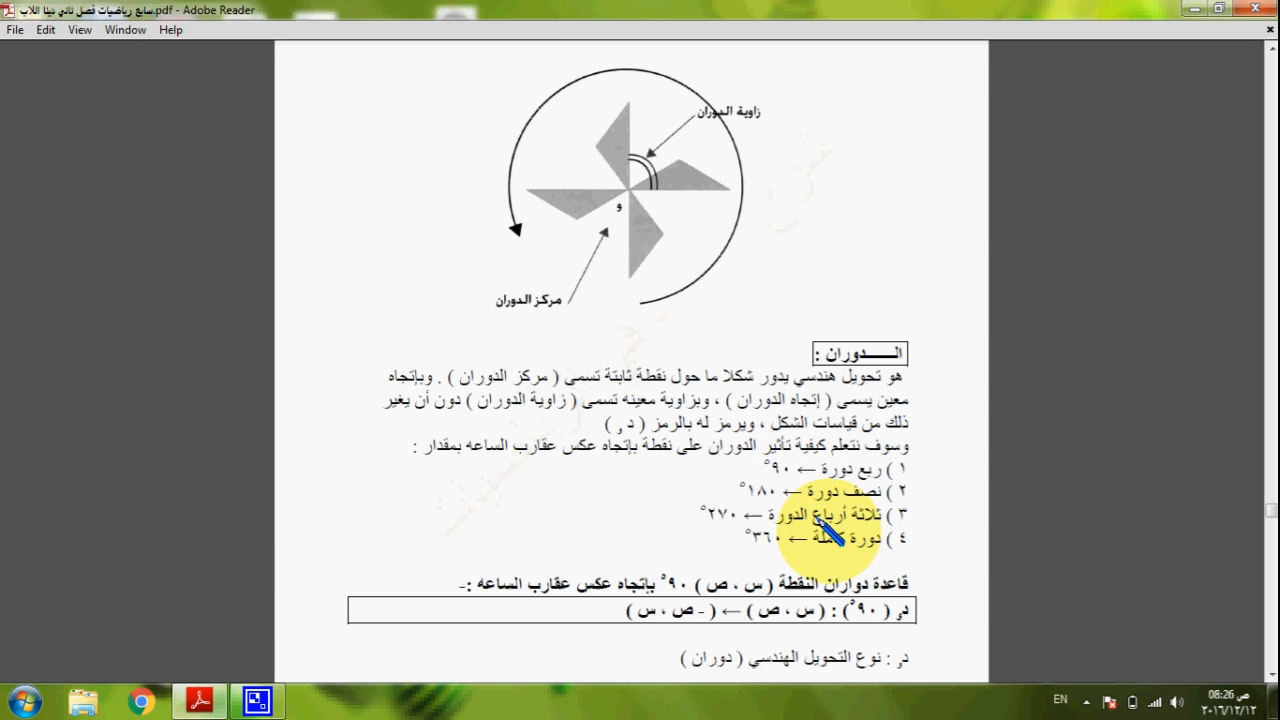 سابع رياضيات فصل ثاني دينا اللاب.pdf - Adobe Reader
File Edit View Window Help
زاوية الدوران
و
مركز الدوران
الـــــدوران :
هو تحويل هندسي يدور شكلا ما حول نقطة ثابتة تسمى ( مركز الدوران ) . وبإتجاه
معين يسمى ( إتجاه الدوران ) ، وبزاوية معينه تسمى ( زاوية الدوران ) دون أن يغير
ذلك من قياسات الشكل ، ويرمز له بالرمز ( د و )
وسوف نتعلم كيفية تأثير الدوران على نقطة بإتجاه عكس عقارب الساعه بمقدار :
١ ) ربع دورة ← ٩٠°
٢ ) نصف دورة ← ١٨٠°
٣ ) ثلاثة أرباع الدورة ← ٢٧٠°
٤ ) دورة كاملة ← ٣٦٠°
قاعدة دواران النقطة ( س ، ص ) ٩٠° بإتجاه عكس عقارب الساعه :-
د و ( ٩٠°) : ( س ، ص ) ← ( - ص ، س )
د و : نوع التحويل الهندسي ( دوران )
EN
08:26 ص
٢٠١٦/١٢/١٢